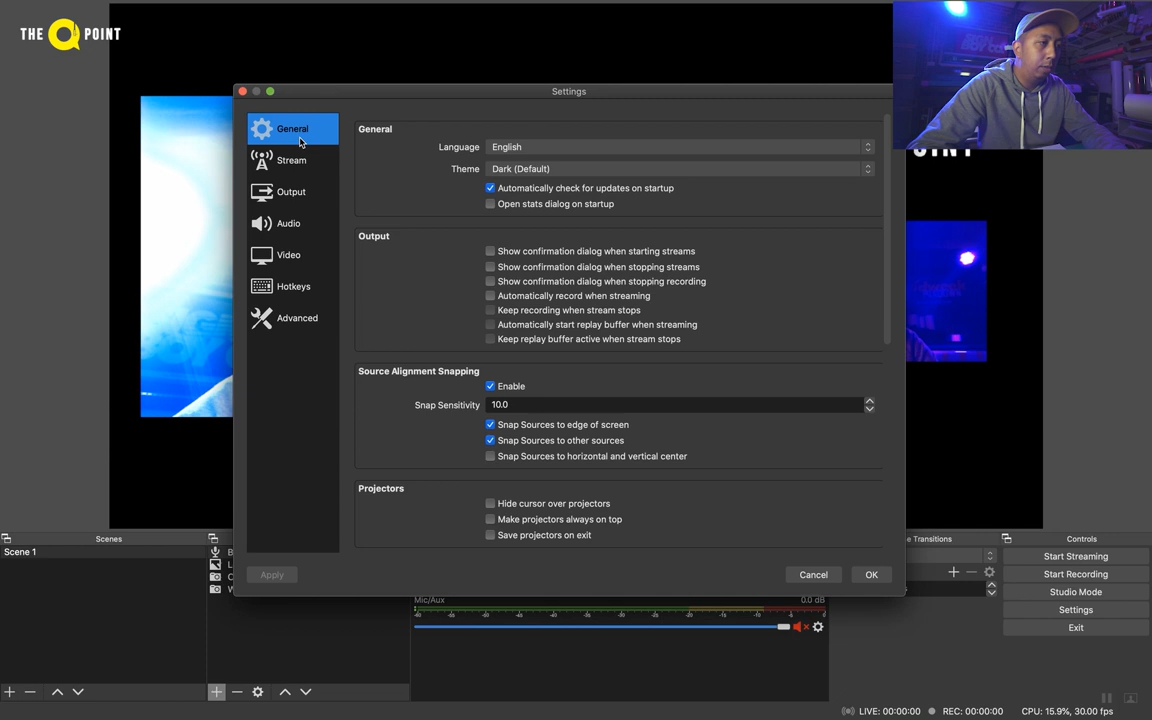 THE Q POINT
Settings
General
Stream
Output
Audio
Video
Hotkeys
Advanced
General
Language English
Theme Dark (Default)
Automatically check for updates on startup
Open stats dialog on startup
Output
Show confirmation dialog when starting streams
Show confirmation dialog when stopping streams
Show confirmation dialog when stopping recording
Automatically record when streaming
Keep recording when stream stops
Automatically start replay buffer when streaming
Keep replay buffer active when stream stops
Source Alignment Snapping
Enable
Snap Sensitivity 10.0
Snap Sources to edge of screen
Snap Sources to other sources
Snap Sources to horizontal and vertical center
Projectors
Hide cursor over projectors
Make projectors always on top
Save projectors on exit
Apply
Cancel
OK
Scenes
Scene 1
B
L
C
W
Mic/Aux 0.0 dB
e Transitions
Controls
Start Streaming
Start Recording
Studio Mode
Settings
Exit
LIVE: 00:00:00 REC: 00:00:00 CPU: 15.9%, 30.00 fps